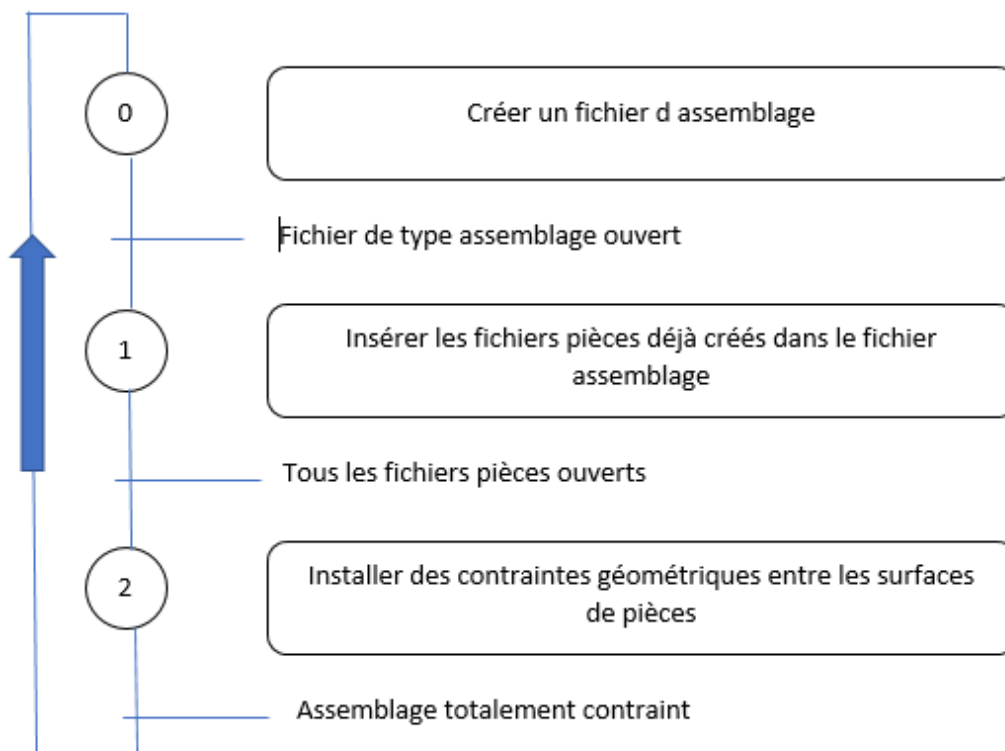 0
Créer un fichier d assemblage
Fichier de type assemblage ouvert
1
Insérer les fichiers pièces déjà créés dans le fichier
assemblage
Tous les fichiers pièces ouverts
2
Installer des contraintes géométriques entre les surfaces
de pièces
Assemblage totalement contraint